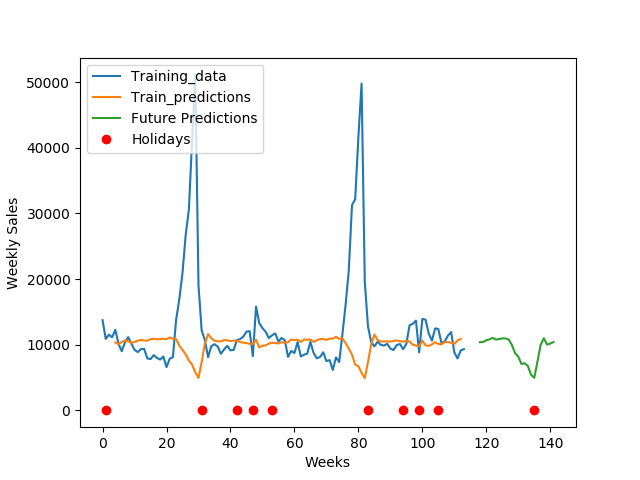 Training_data
Train_predictions
Future Predictions
Holidays
50000
40000
30000
20000
10000
0
Weekly Sales
0 20 40 60 80 100 120 140
Weeks